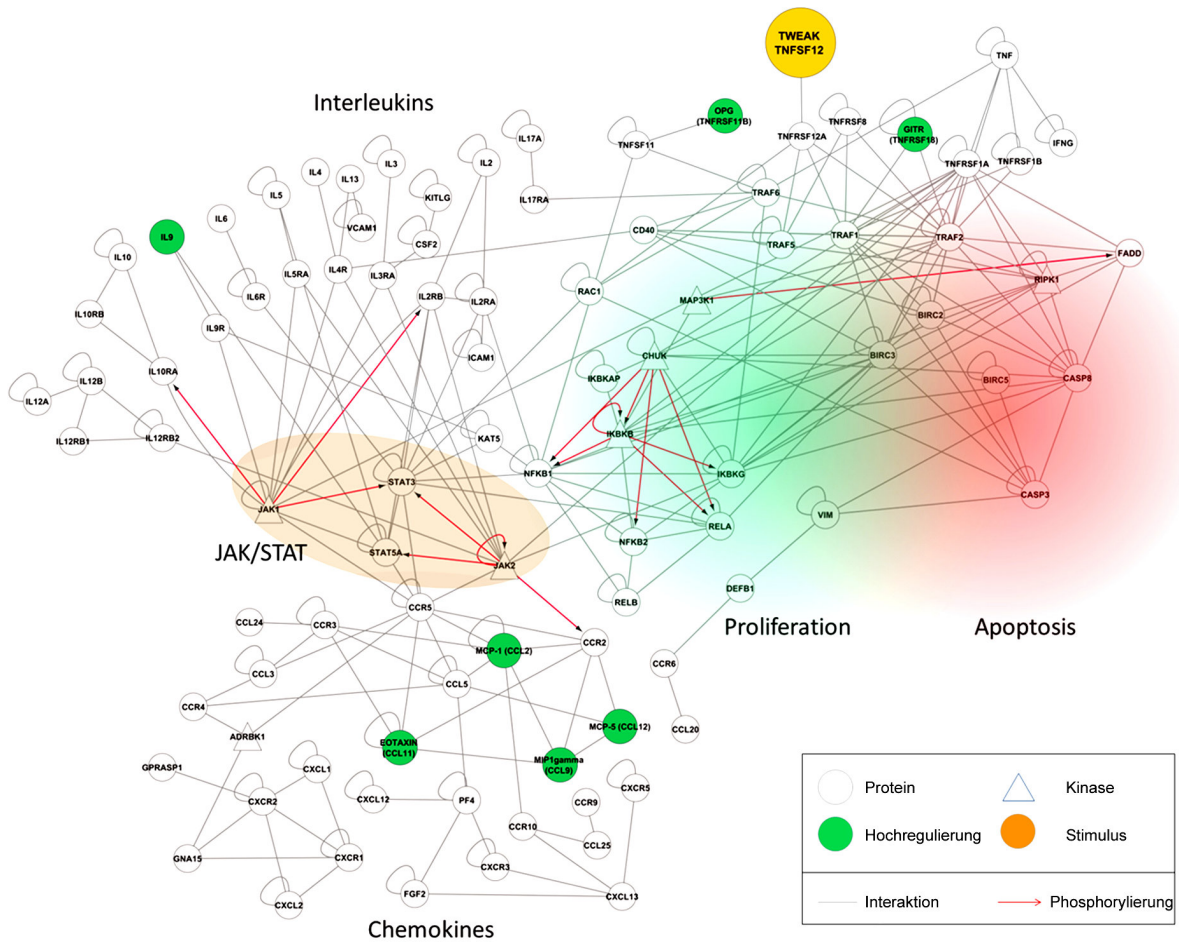 TWEAK
TNFSF12
TNF
Interleukins
OPG
(TNFRSF11B)
TNFRSF12A
TNFRSF8
GITR
(TNFRSF18)
IFNG
IL17A
TNFSF11
TNFRSF1A
TNFRSF1B
IL2
IL3
IL4
IL13
IL5
KITLG
IL17RA
TRAF6
IL6
VCAM1
CSF2
CD40
TRAF5
TRAF1
TRAF2
FADD
IL9
IL10
IL5RA
IL4R
IL3RA
IL6R
IL2RB
IL2RA
RAC1
MAP3K1
RIPK1
IL10RB
IL9R
BIRC2
ICAM1
CHUK
BIRC3
IL10RA
IL12B
IKBKAP
BIRC5
CASP8
IL12A
IL12RB1
IL12RB2
KAT5
IKBKB
NFKB1
IKBKG
STAT3
CASP3
JAK1
RELA
VIM
JAK/STAT
STAT5A
JAK2
NFKB2
DEFB1
RELB
CCR5
Proliferation
Apoptosis
CCL24
CCR3
CCR2
MCP-1 (CCL2)
CCR6
CCL3
CCL5
CCR4
MCP-5 (CCL12)
CCL20
ADRBK1
EOTAXIN
(CCL11)
MIP1gamma
(CCL9)
GPRASP1
CXCL1
CXCR5
CXCR2
CXCL12
PF4
CCR9
CCR10
CCL25
GNA15
CXCR1
CXCR3
FGF2
CXCL13
CXCL2
Chemokines
Protein
Kinase
Hochregulierung
Stimulus
Interaktion
Phosphorylierung